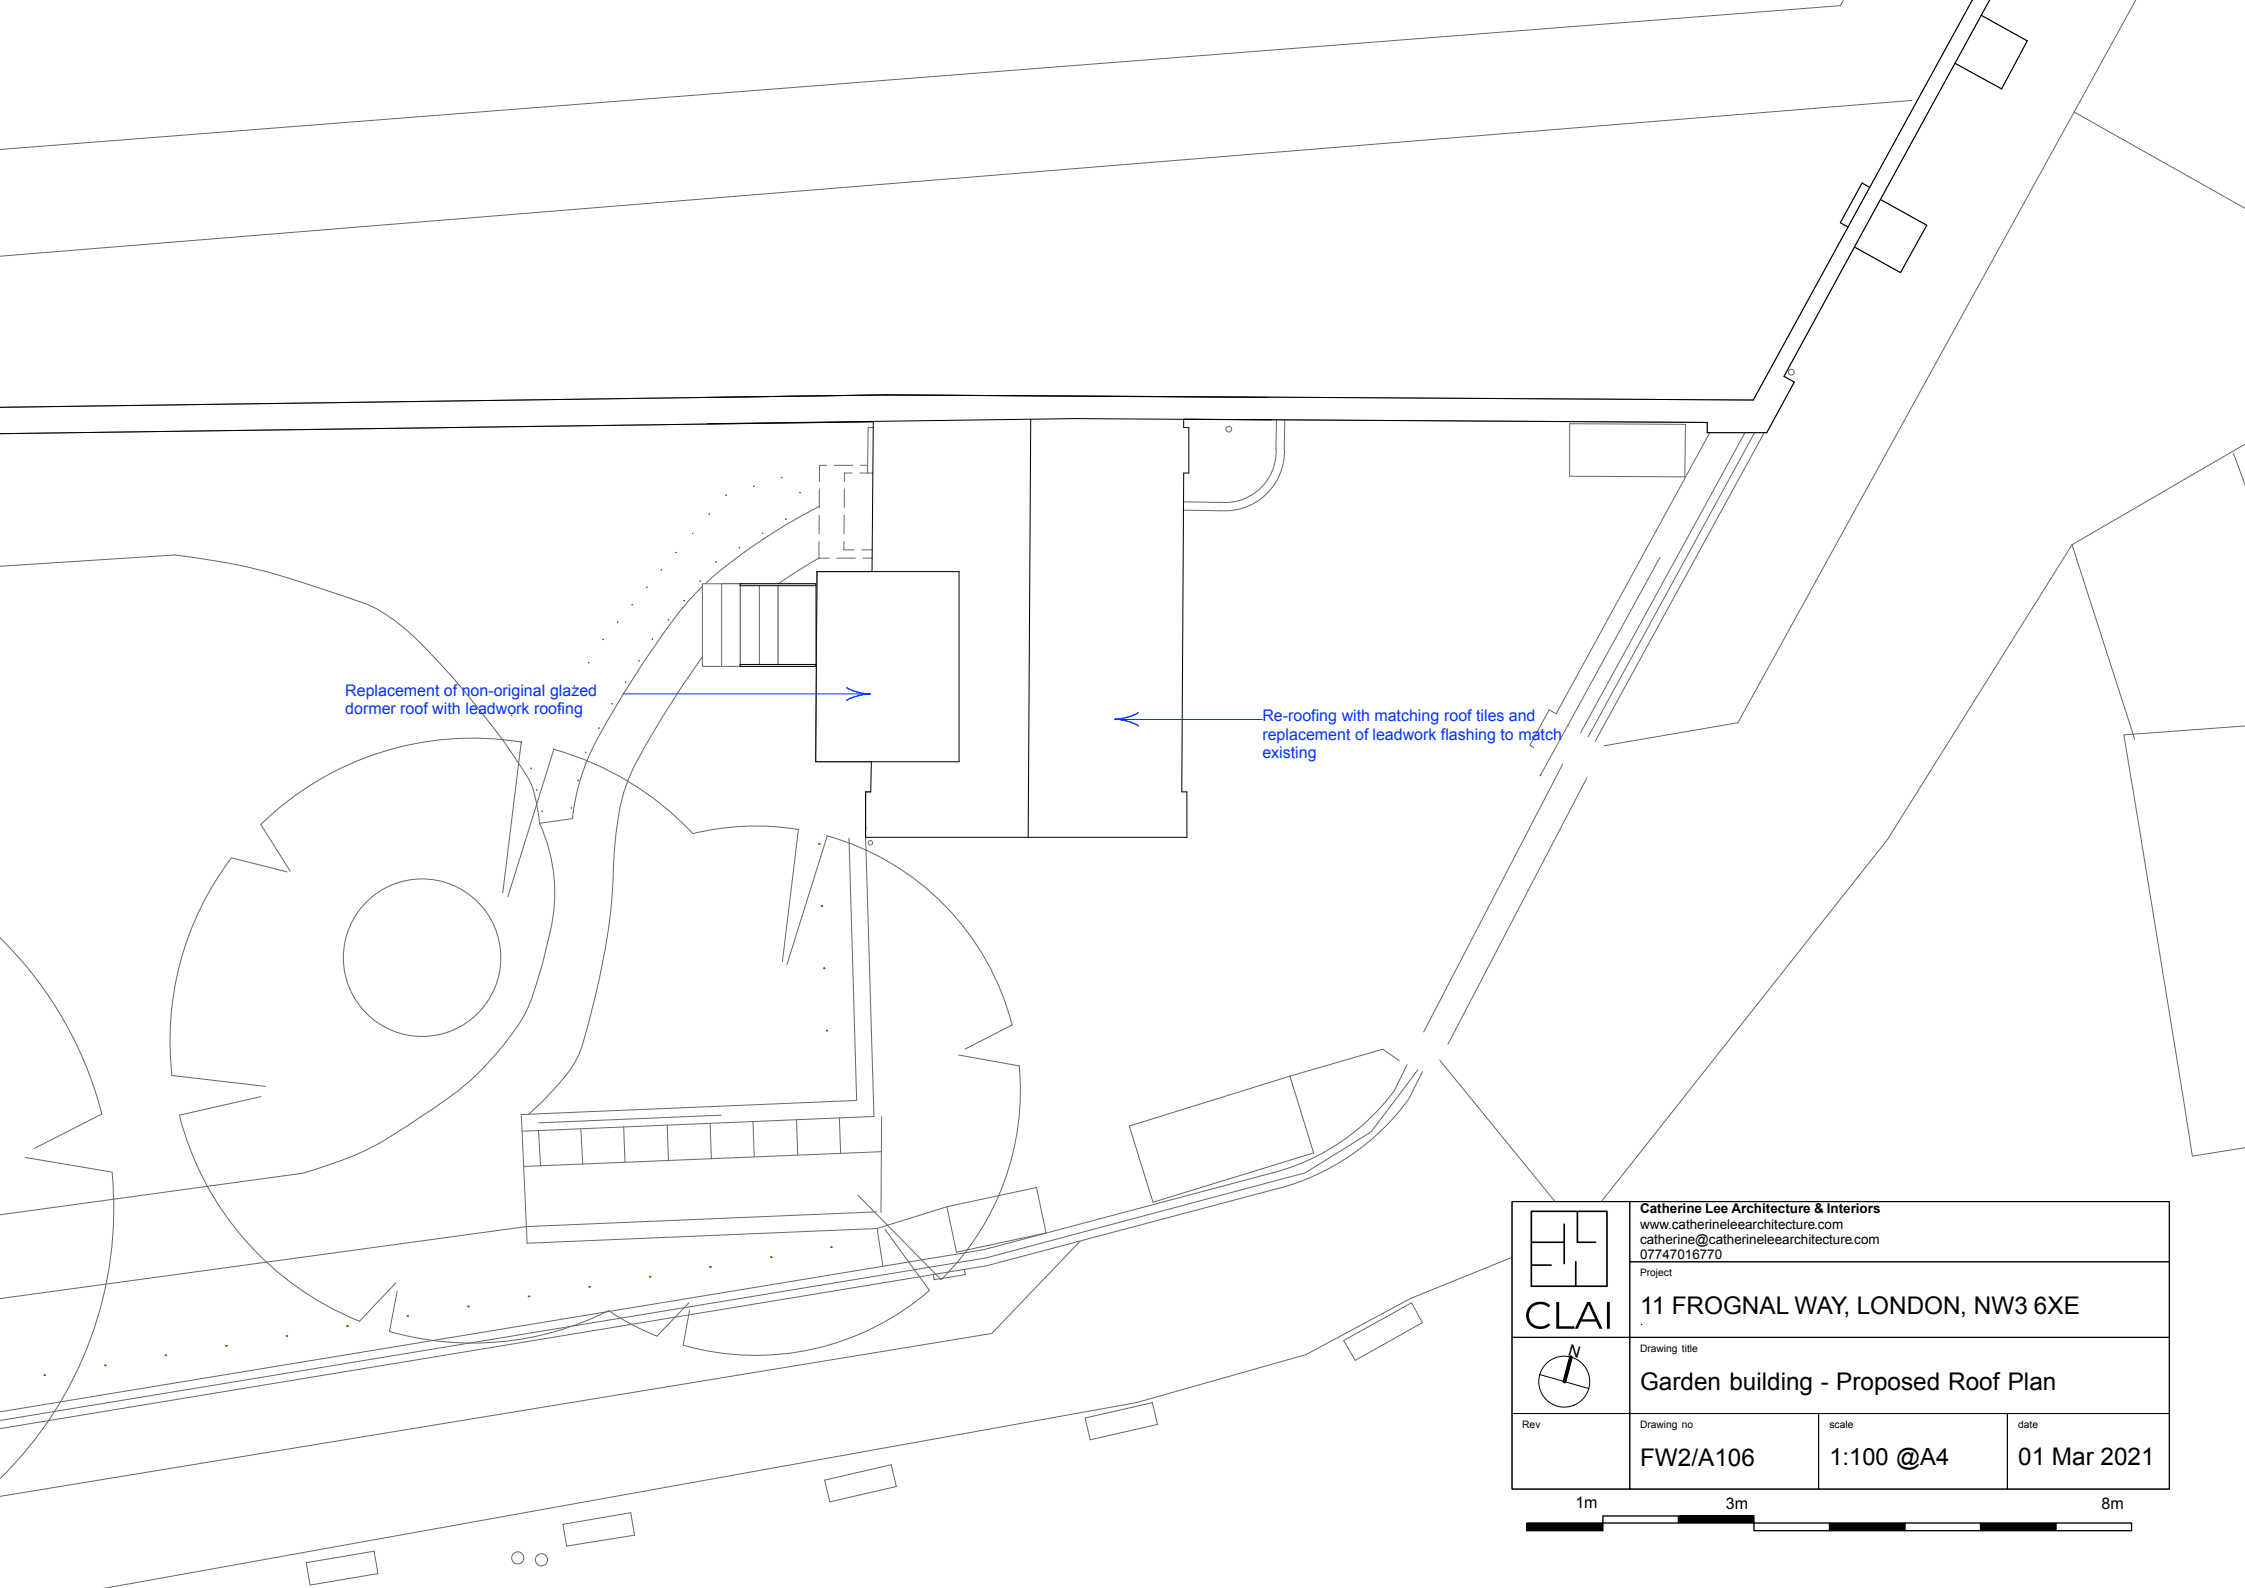 Replacement of non-original glazed
dormer roof with leadwork roofing
Re-roofing with matching roof tiles and
replacement of leadwork flashing to match
existing
CLAI
Catherine Lee Architecture & Interiors
www.catherineleearchitecture.com
catherine@catherineleearchitecture.com
07747016770
Project
11 FROGNAL WAY, LONDON, NW3 6XE
N
Drawing title
Garden building - Proposed Roof Plan
Rev
Drawing no
FW2/A106
scale
1:100 @A4
date
01 Mar 2021
1m 3m 8m